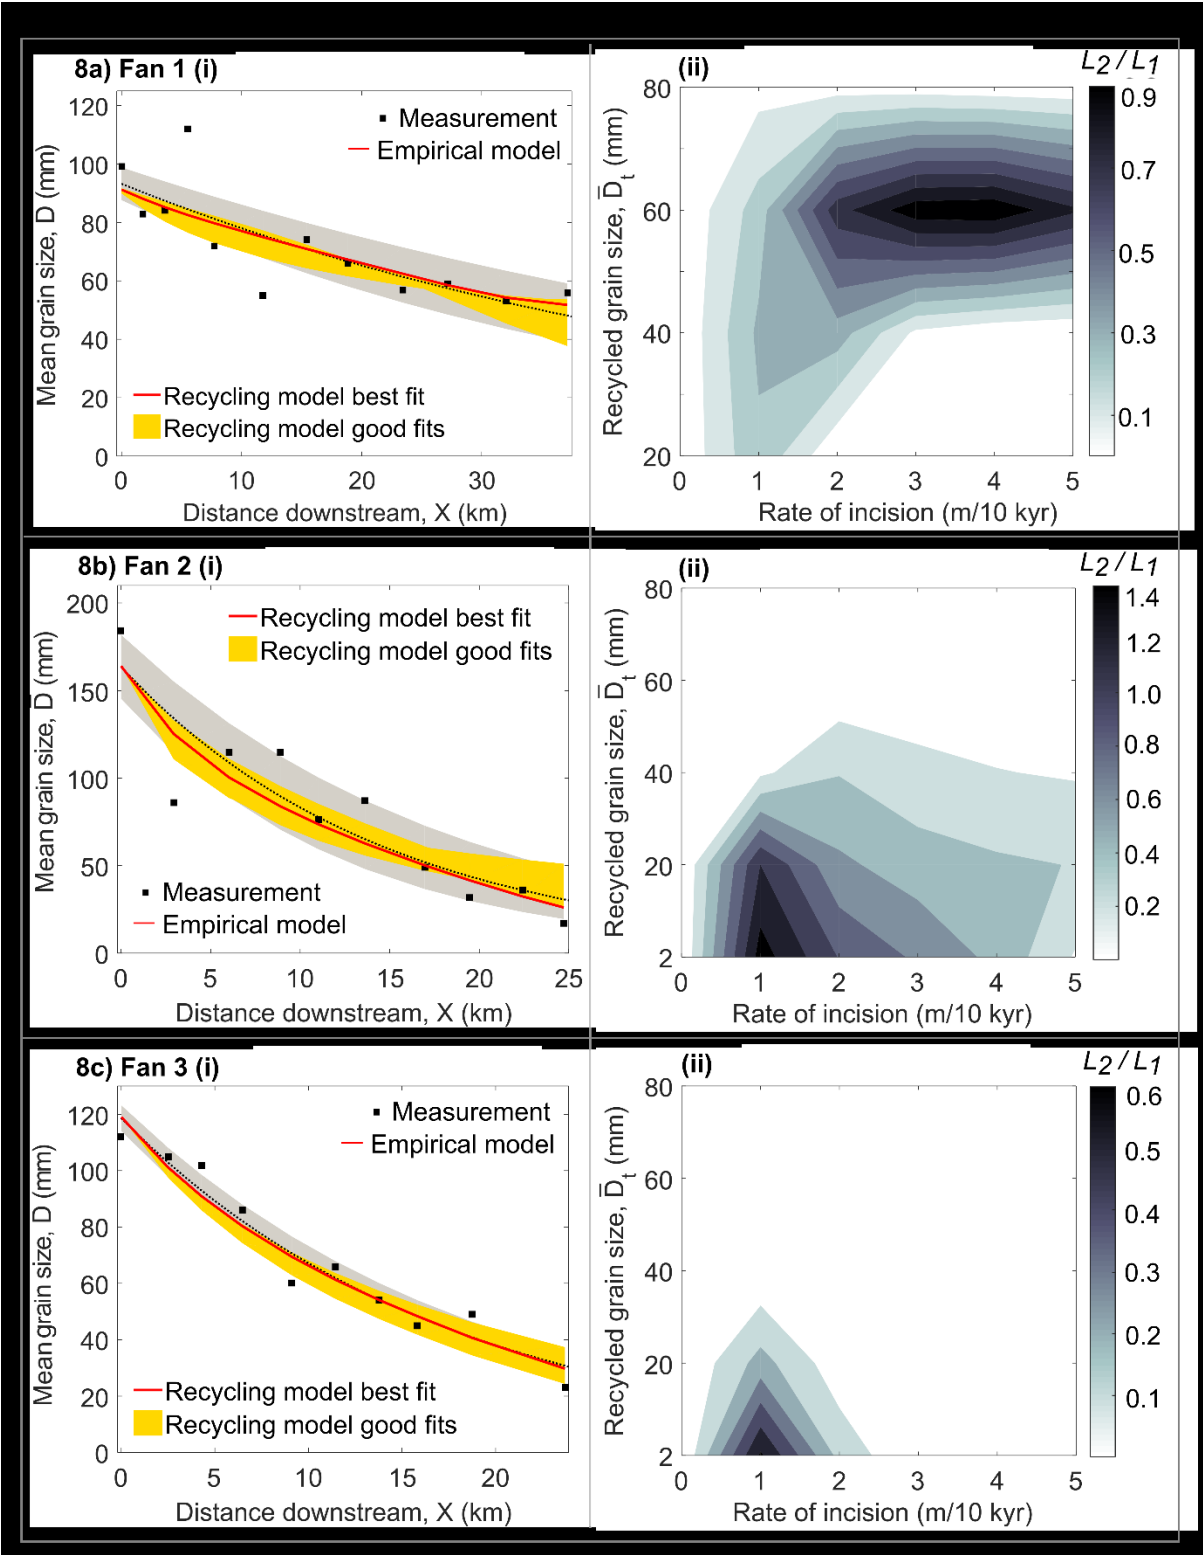 8a) Fan 1 (i)
120
100
80
60
40
20
0
Mean grain size, D (mm)
Measurement
Empirical model
Recycling model best fit
Recycling model good fits
0 10 20 30
Distance downstream, X (km)
(ii)
L2 / L1
80
60
40
20
Recycled grain size, D̅t (mm)
0 1 2 3 4 5
Rate of incision (m/10 kyr)
0.9
0.7
0.5
0.3
0.1
8b) Fan 2 (i)
200
150
100
50
0
Mean grain size, D̅ (mm)
Recycling model best fit
Recycling model good fits
Measurement
Empirical model
0 5 10 15 20 25
Distance downstream, X (km)
(ii)
L2 / L1
80
60
40
20
2
Recycled grain size, D̅t (mm)
0 1 2 3 4 5
Rate of incision (m/10 kyr)
1.4
1.2
1.0
0.8
0.6
0.4
0.2
8c) Fan 3 (i)
120
100
80
60
40
20
0
Mean grain size, D (mm)
Measurement
Empirical model
Recycling model best fit
Recycling model good fits
0 5 10 15 20
Distance downstream, X (km)
(ii)
L2 / L1
80
60
40
20
2
Recycled grain size, D̅t (mm)
0 1 2 3 4 5
Rate of incision (m/10 kyr)
0.6
0.5
0.4
0.3
0.2
0.1